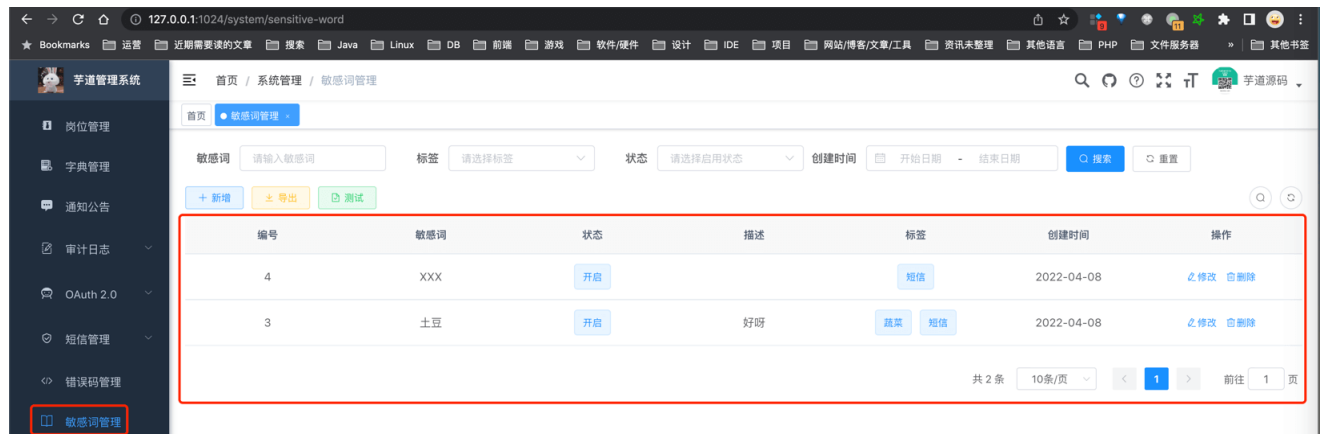 127.0.0.1:1024/system/sensitive-word
9 11
Bookmarks 运营 近期需要读的文章 搜索 Java Linux DB 前端 游戏 软件/硬件 设计 IDE 项目 网站/博客/文章/工具 资讯未整理 其他语言 PHP 文件服务器 » 其他书签
芋道管理系统 首页 / 系统管理 / 敏感词管理 芋道源码
首页 敏感词管理 ×
岗位管理
字典管理
通知公告
审计日志
OAuth 2.0
短信管理
错误码管理
敏感词管理
敏感词 请输入敏感词 标签 请选择标签 状态 请选择启用状态 创建时间 开始日期 - 结束日期 搜索 重置
+ 新增 导出 测试
编号 敏感词 状态 描述 标签 创建时间 操作
4 XXX 开启 短信 2022-04-08 修改 删除
3 土豆 开启 好呀 蔬菜 短信 2022-04-08 修改 删除
共 2 条 10条/页 < 1 > 前往 1 页